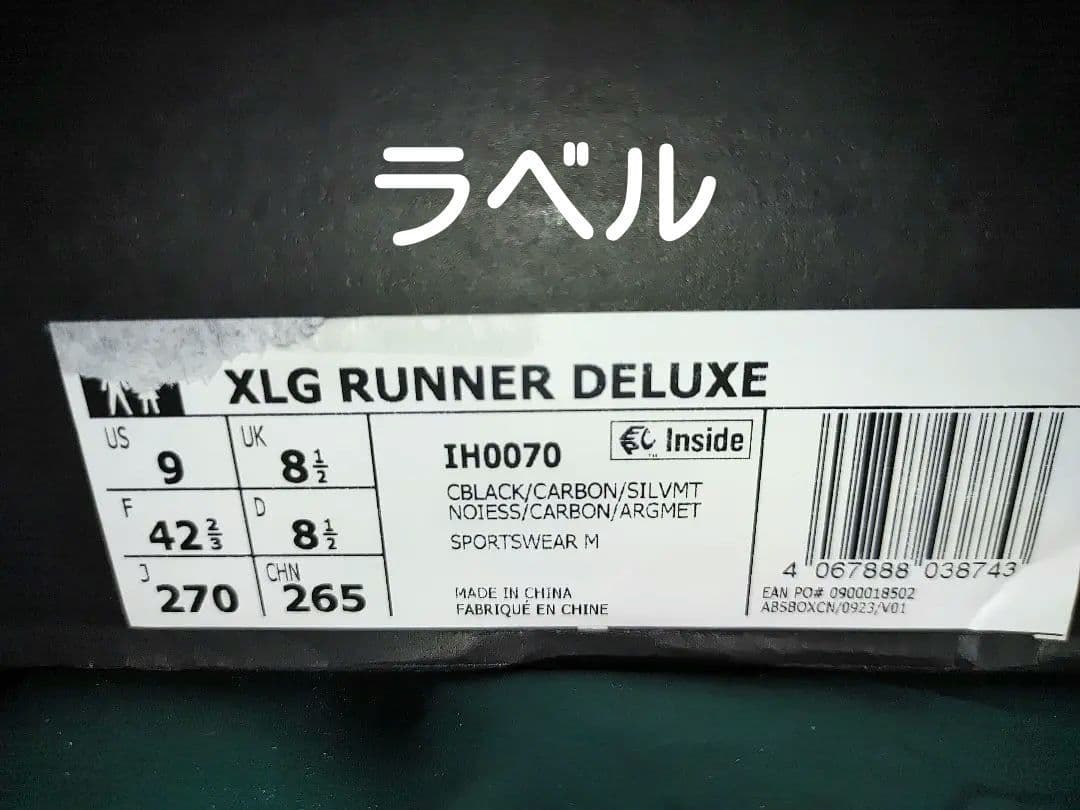 ラベル
XLG RUNNER DELUXE
US 9
UK 8½
F 42⅔
D 8½
J 270
CHN 265
IH0070
Inside
CBLACK/CARBON/SILVMT
NOIESS/CARBON/ARGMET
SPORTSWEAR M
MADE IN CHINA
FABRIQUÉ EN CHINE
4 067888 038743
EAN PO# 0900018502
ABSBOXCN/0923/V01